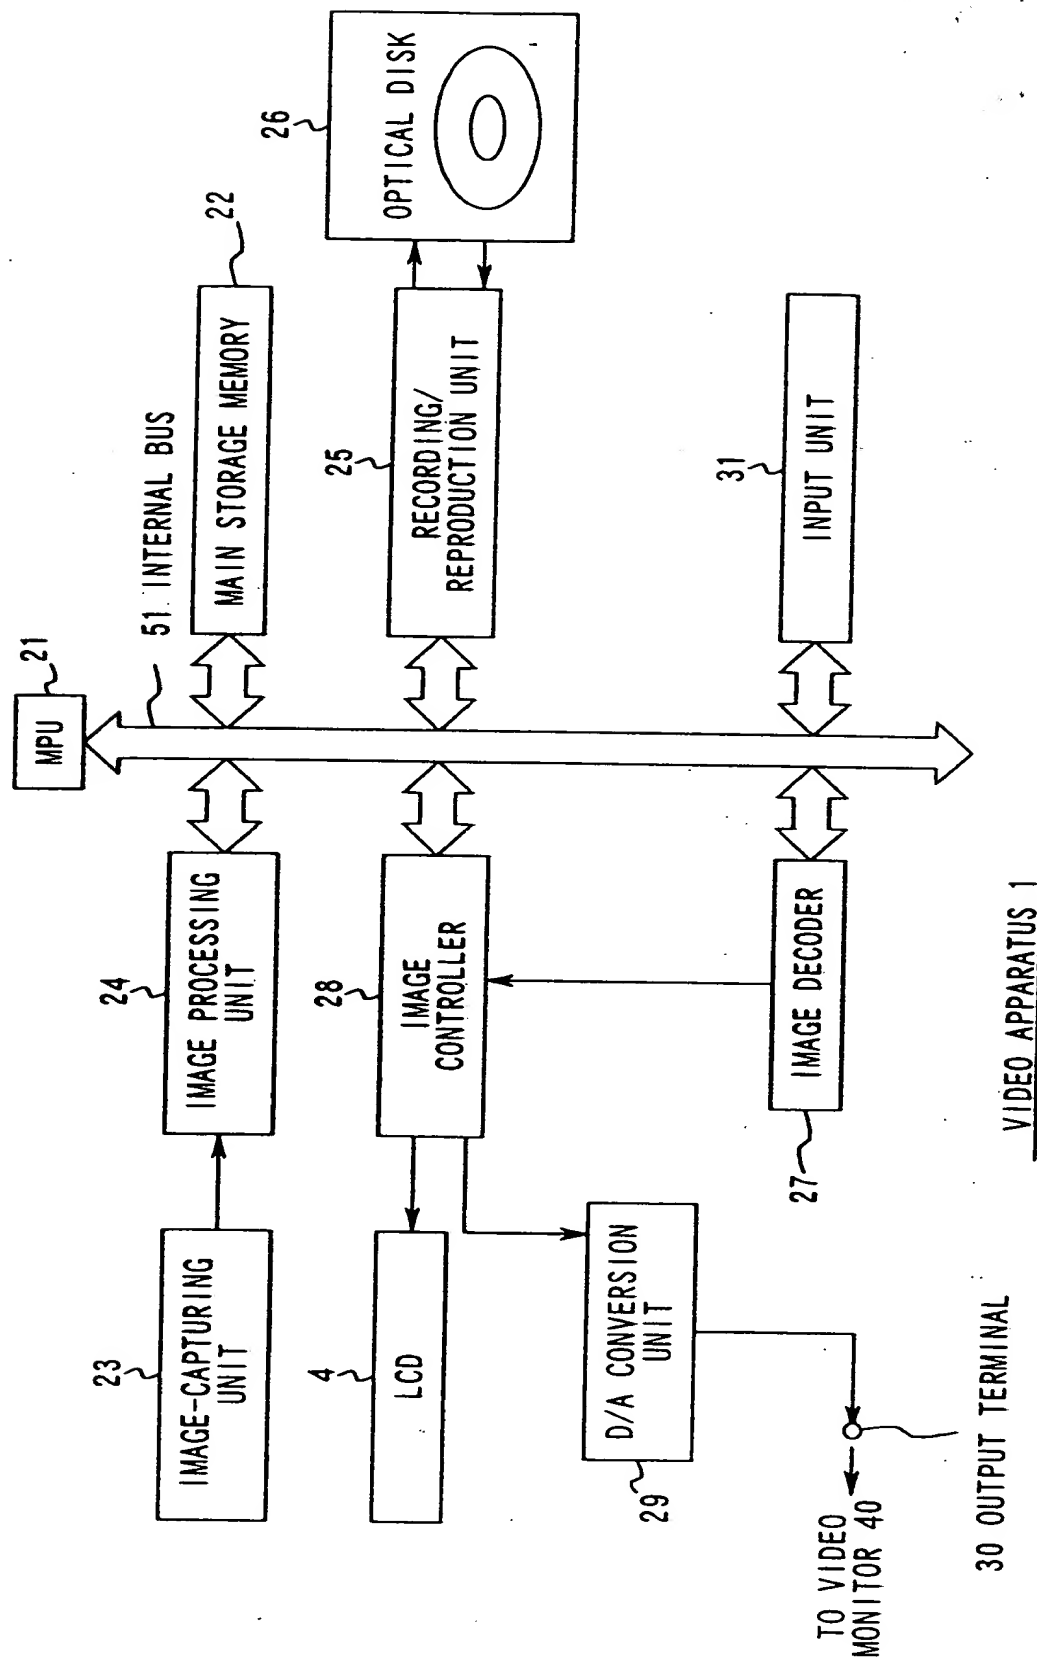 21
MPU
51. INTERNAL BUS
23
IMAGE-CAPTURING
UNIT
24
IMAGE PROCESSING
UNIT
22
MAIN STORAGE MEMORY
26
OPTICAL DISK
4
LCD
28
IMAGE
CONTROLLER
25
RECORDING/
REPRODUCTION UNIT
29
D/A CONVERSION
UNIT
27
IMAGE DECODER
31
INPUT UNIT
TO VIDEO
MONITOR 40
30 OUTPUT TERMINAL
VIDEO APPARATUS 1